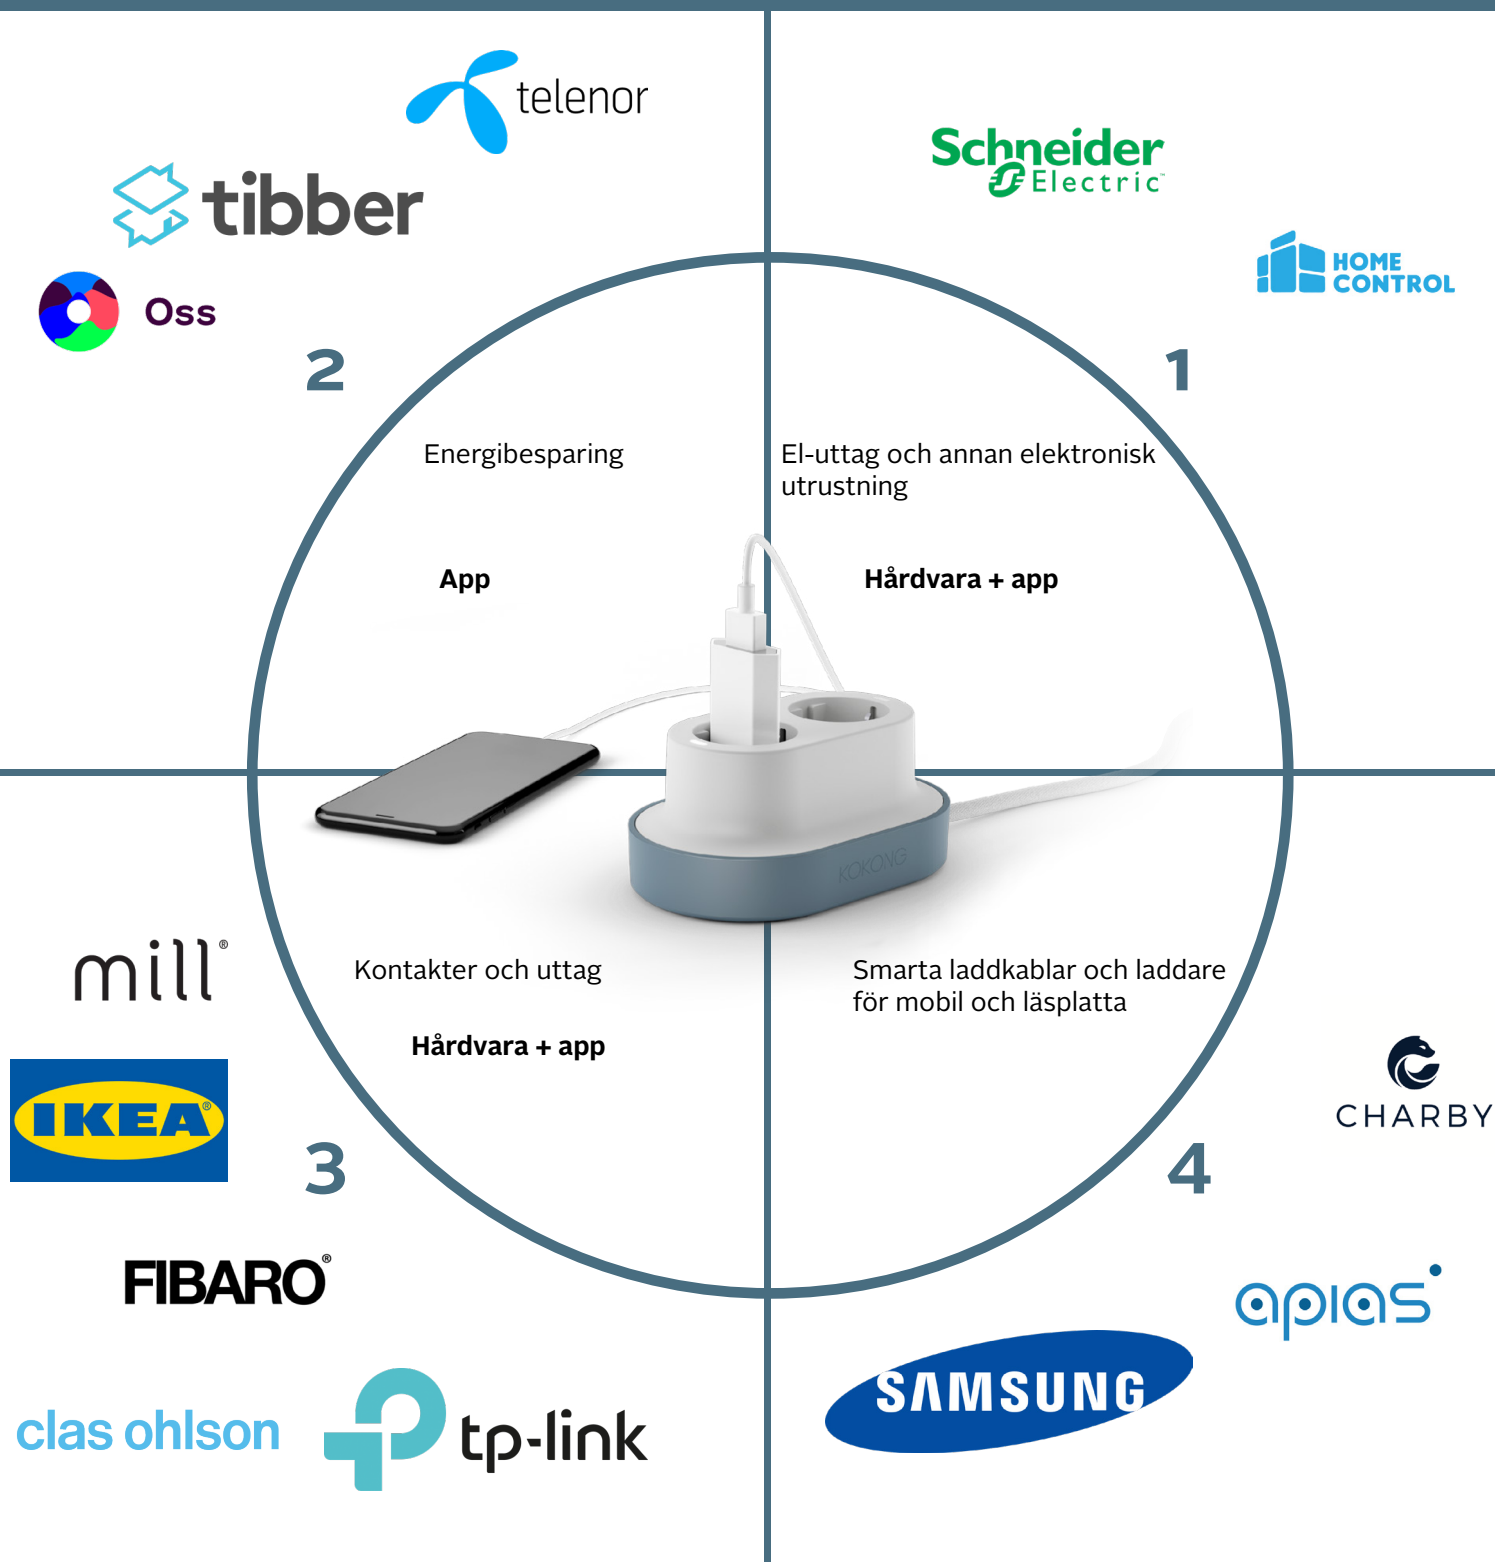 telenor
tibber
Oss
2
Energibesparing
App
Schneider
Electric
HOME
CONTROL
1
El-uttag och annan elektronisk
utrustning
Hårdvara + app
KOKONG
mill®
IKEA®
3
Kontakter och uttag
Hårdvara + app
FIBARO®
clas ohlson
tp-link
Smarta laddkablar och laddare
för mobil och läsplatta
4
CHARBY
apias
SAMSUNG